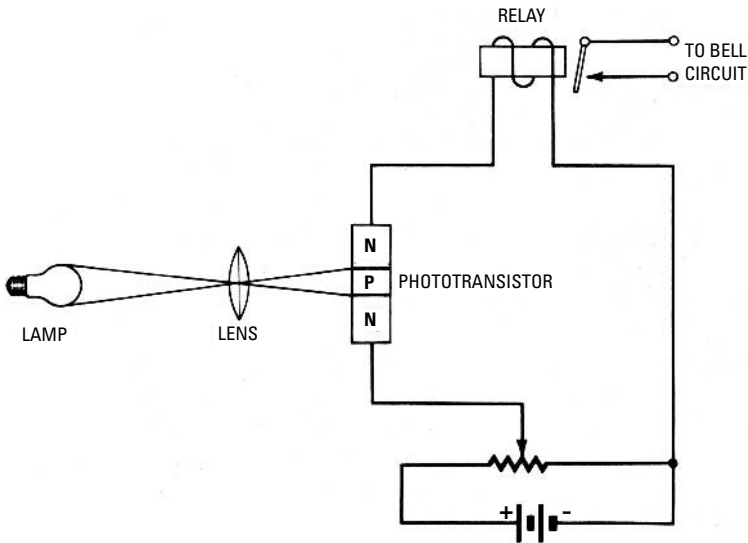 RELAY
TO BELL
CIRCUIT
N
P
PHOTOTRANSISTOR
N
LAMP
LENS
+
-